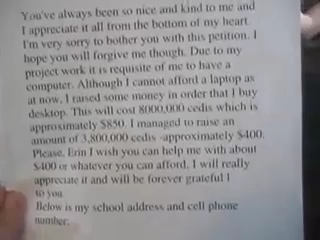 You've always been so nice and kind to me and
I appreciate it all from the bottom of my heart.
I'm very sorry to bother you with this petition. I
hope you will forgive me though. Due to my
project work it is requisite of me to have a
computer. Although I cannot afford a laptop as
at now. I raised some money in order that I buy
desktop. This will cost 8000,000 cedis which is
approximately $850. I managed to raise an
amount of 3,800,000 cedis -approximately $400.
Please, Erin I wish you can help me with about
$400 or whatever you can afford. I will really
appreciate it and will be forever grateful I
to you.
Below is my school address and cell phone
number: